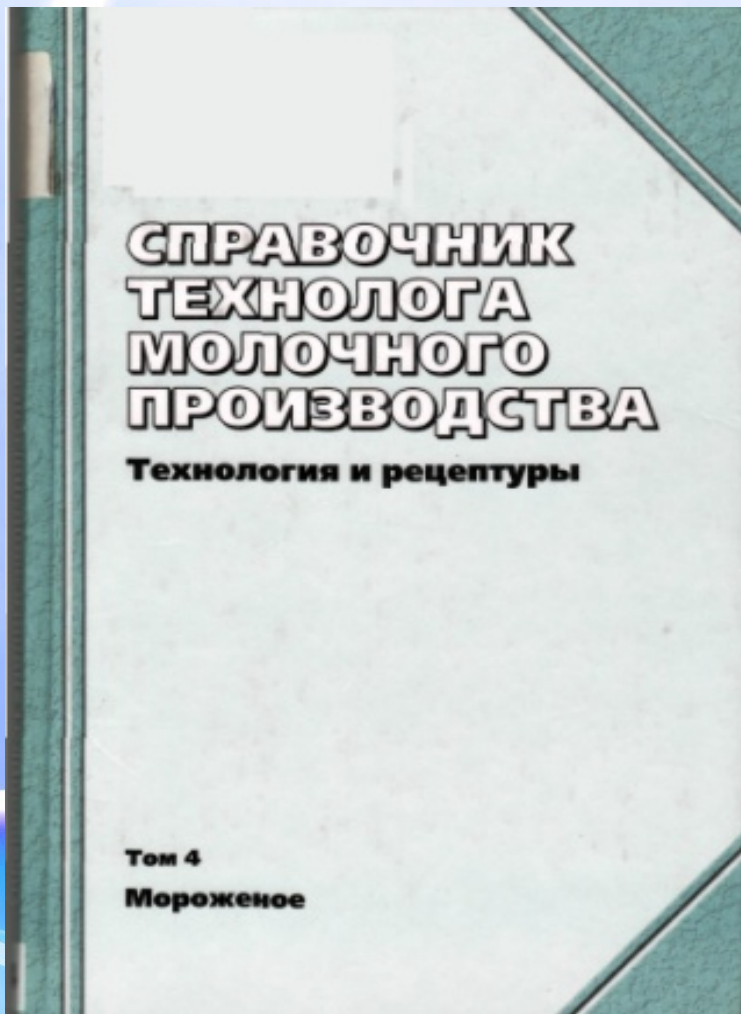 СПРАВОЧНИК
ТЕХНОЛОГА
МОЛОЧНОГО
ПРОИЗВОДСТВА
Технология и рецептуры
Том 4
Мороженое